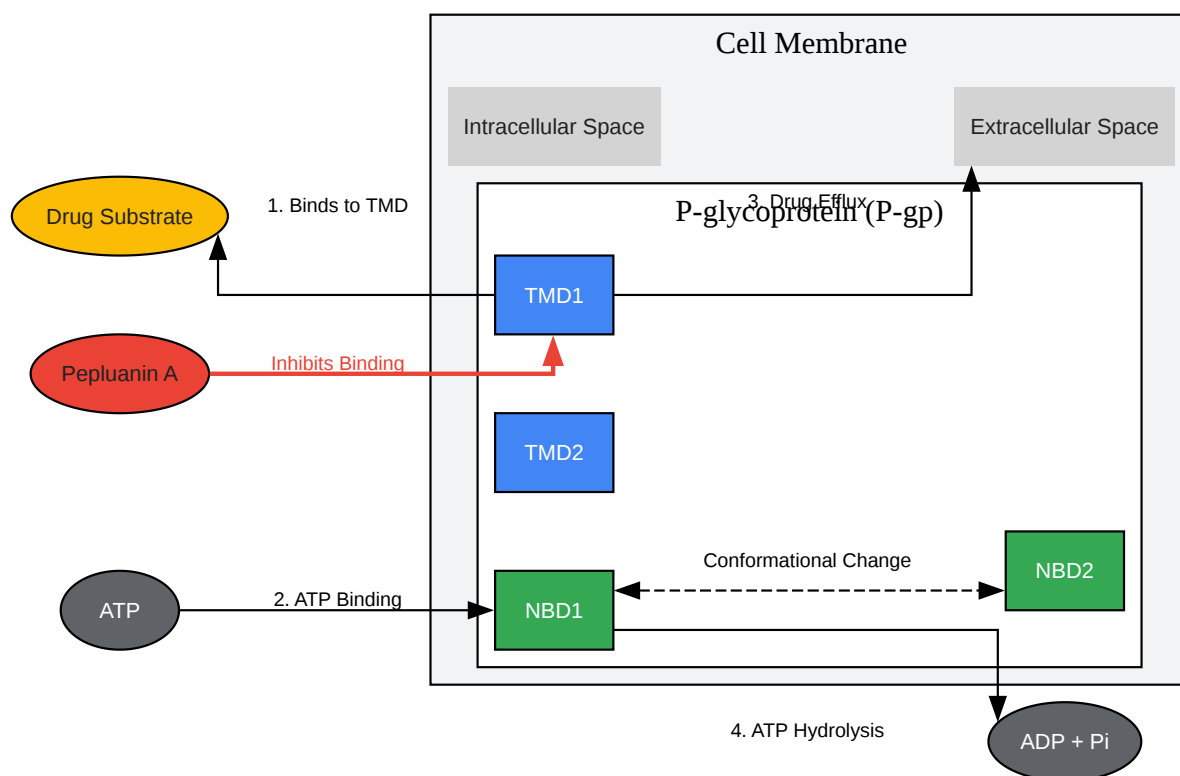 Cell Membrane
Intracellular Space
Extracellular Space
Drug Substrate
1. Binds to TMD
3. Drug Efflux
P-glycoprotein (P-gp)
TMD1
Pepluanin A
Inhibits Binding
TMD2
Conformational Change
NBD2
ATP
2. ATP Binding
NBD1
4. ATP Hydrolysis
ADP + Pi